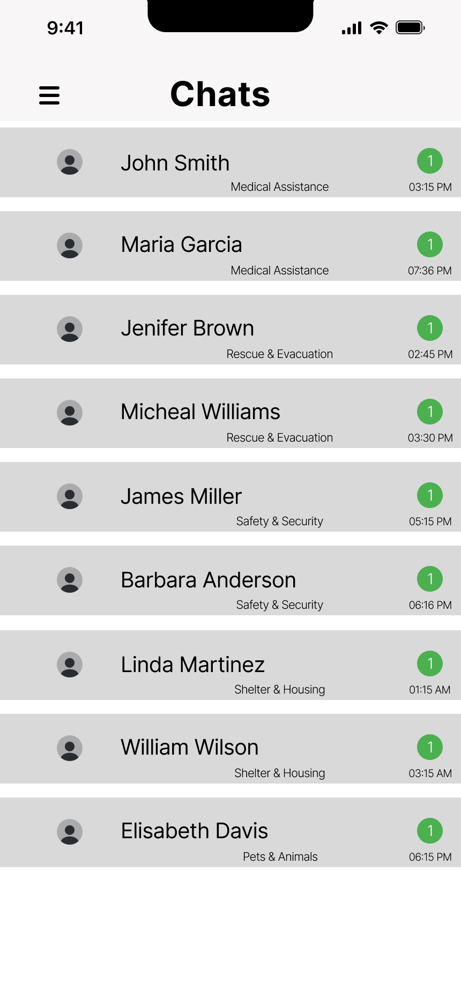 9:41
Chats
John Smith
1
Medical Assistance
03:15 PM
Maria Garcia
1
Medical Assistance
07:36 PM
Jenifer Brown
1
Rescue & Evacuation
02:45 PM
Micheal Williams
1
Rescue & Evacuation
03:30 PM
James Miller
1
Safety & Security
05:15 PM
Barbara Anderson
1
Safety & Security
06:16 PM
Linda Martinez
1
Shelter & Housing
01:15 AM
William Wilson
1
Shelter & Housing
03:15 AM
Elisabeth Davis
1
Pets & Animals
06:15 PM